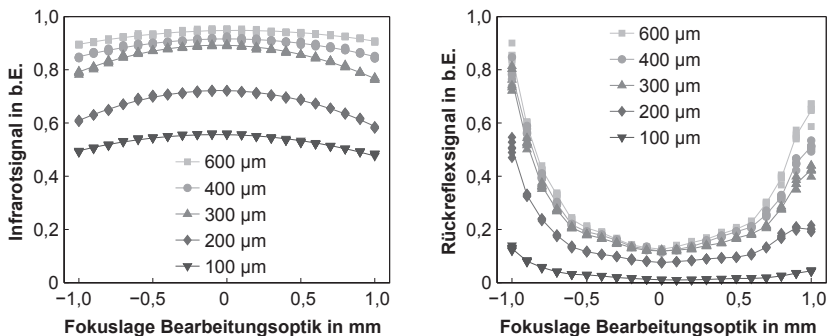 Infrarotsignal in b.E.
1,0
0,8
0,6
0,4
0,2
0
600 µm
400 µm
300 µm
200 µm
100 µm
−1,0 −0,5 0 0,5 1,0
Fokuslage Bearbeitungsoptik in mm
Rückreflexsignal in b.E.
1,0
0,8
0,6
0,4
0,2
0
600 µm
400 µm
300 µm
200 µm
100 µm
−1,0 −0,5 0 0,5 1,0
Fokuslage Bearbeitungsoptik in mm